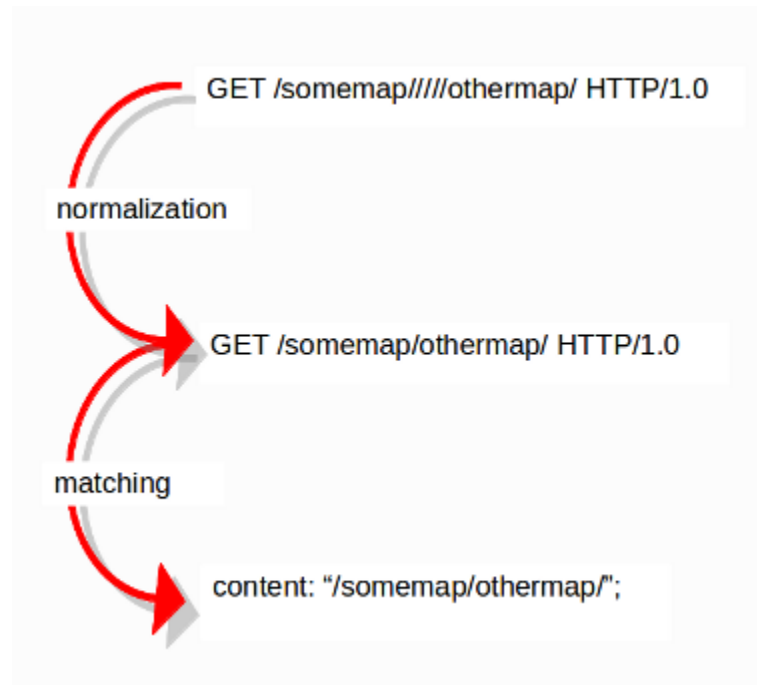 GET /somemap/////othermap/ HTTP/1.0
normalization
GET /somemap/othermap/ HTTP/1.0
matching
content: “/somemap/othermap/”;